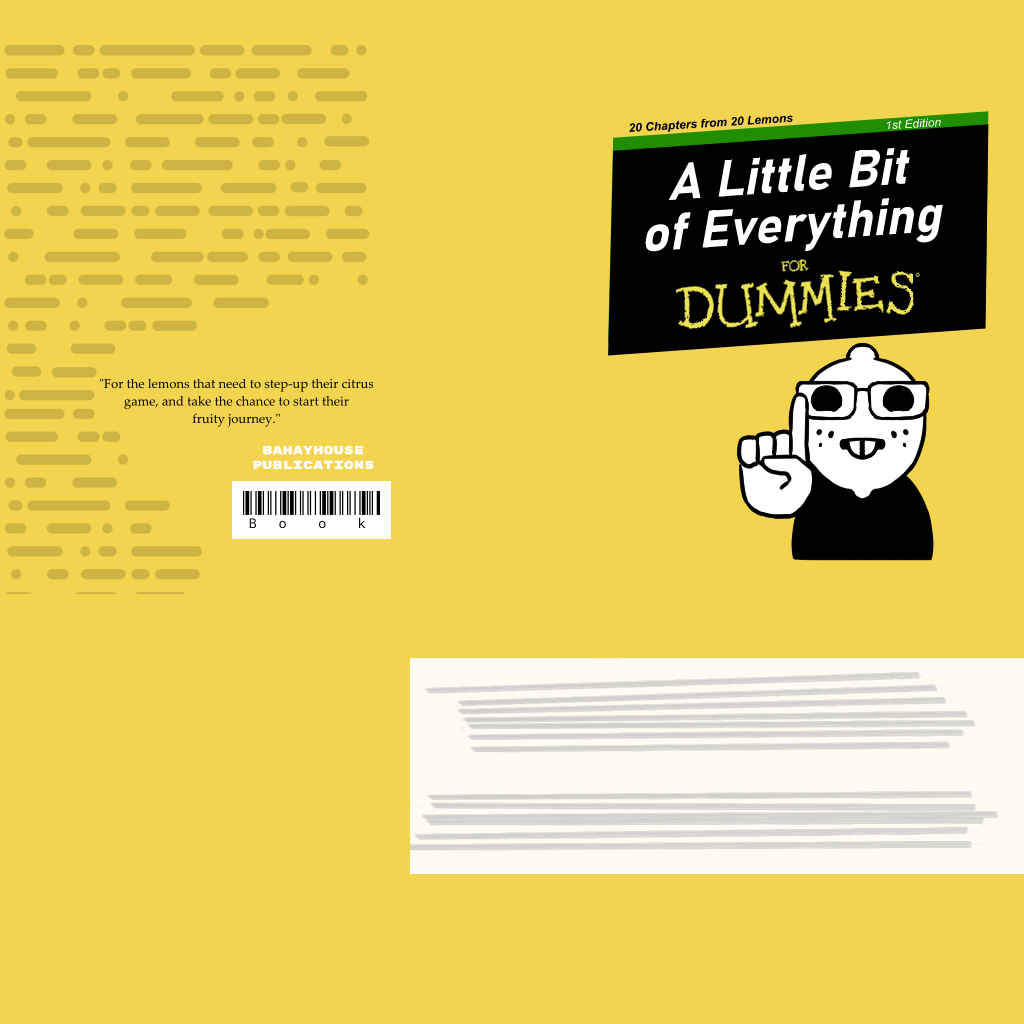 20 Chapters from 20 Lemons
1st Edition
A Little Bit
of Everything
FOR
DUMMIES®
"For the lemons that need to step-up their citrus
game, and take the chance to start their
fruity journey."
BAHAYHOUSE
PUBLICATIONS
B o o k